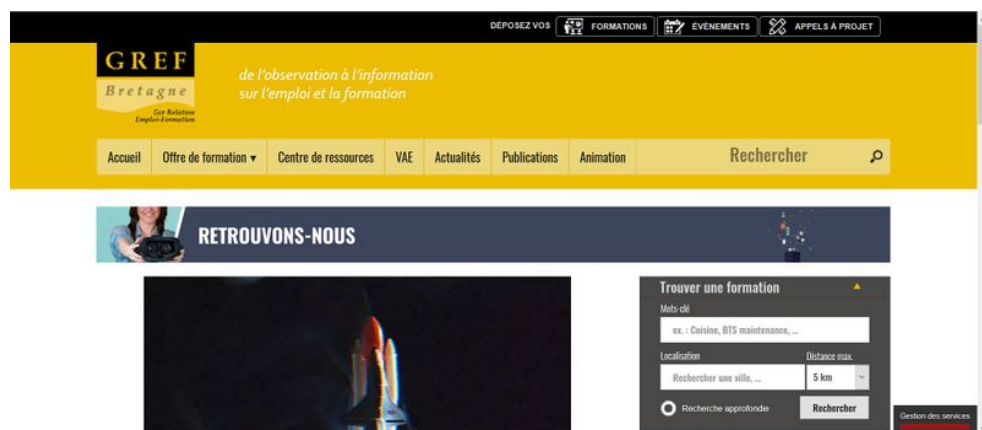 DÉPOSEZ VOS FORMATIONS ÉVÉNEMENTS APPELS À PROJET
GREF
Bretagne
Gip Relation
Emploi-Formation
de l'observation à l'information
sur l'emploi et la formation
Accueil Offre de formation ▾ Centre de ressources VAE Actualités Publications Animation Rechercher
RETROUVONS-NOUS
Trouver une formation
Mots-clé
ex. : Cuisine, BTS maintenance, ...
Localisation Distance max.
Rechercher une ville, ... 5 km
Recherche approfondie Rechercher
Gestion des services